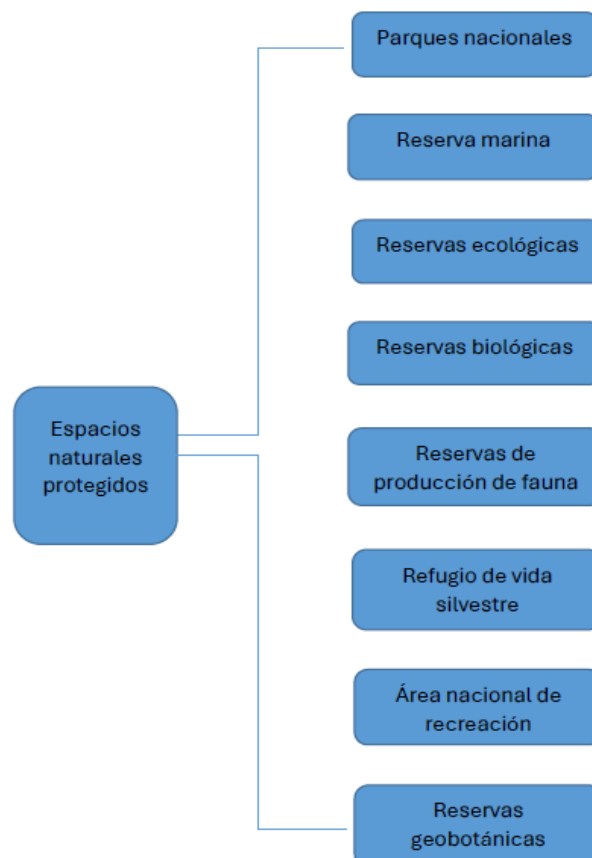 Parques nacionales
Reserva marina
Reservas ecológicas
Reservas biológicas
Espacios
naturales
protegidos
Reservas de
producción de fauna
Refugio de vida
silvestre
Área nacional de
recreación
Reservas
geobotánicas